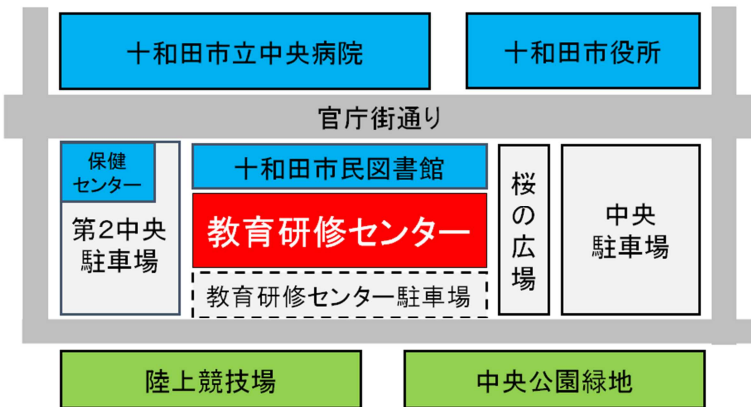 十和田市立中央病院
十和田市役所
官庁街通り
保健
センター
十和田市民図書館
桜の広場
中央
駐車場
第2中央
駐車場
教育研修センター
教育研修センター駐車場
陸上競技場
中央公園緑地